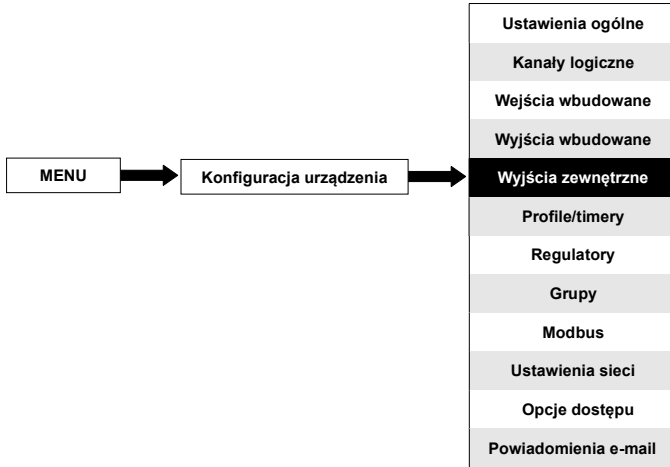 MENU
Konfiguracja urządzenia
Ustawienia ogólne
Kanały logiczne
Wejścia wbudowane
Wyjścia wbudowane
Wyjścia zewnętrzne
Profile/timery
Regulatory
Grupy
Modbus
Ustawienia sieci
Opcje dostępu
Powiadomienia e-mail